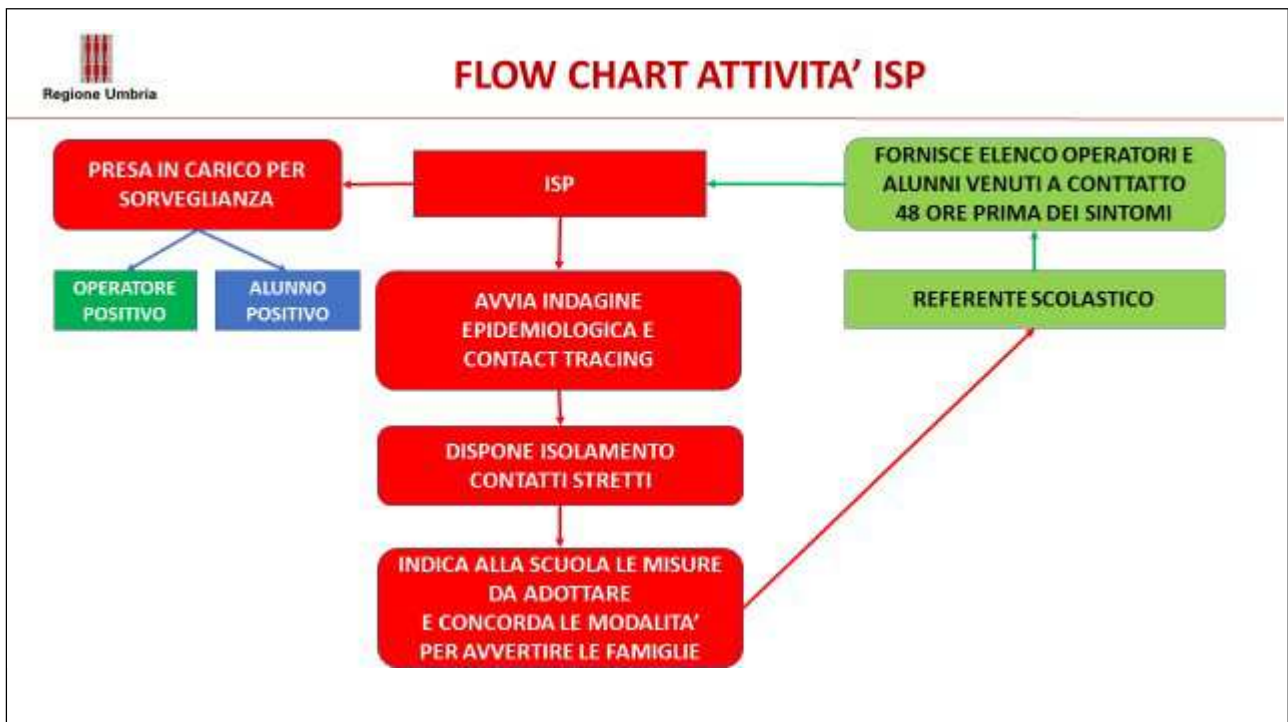 Regione Umbria
FLOW CHART ATTIVITA’ ISP
PRESA IN CARICO PER
SORVEGLIANZA
ISP
FORNISCE ELENCO OPERATORI E
ALUNNI VENUTI A CONTTATTO
48 ORE PRIMA DEI SINTOMI
OPERATORE
POSITIVO
ALUNNO
POSITIVO
AVVIA INDAGINE
EPIDEMIOLOGICA E
CONTACT TRACING
REFERENTE SCOLASTICO
DISPONE ISOLAMENTO
CONTATTI STRETTI
INDICA ALLA SCUOLA LE MISURE
DA ADOTTARE
E CONCORDA LE MODALITA’
PER AVVERTIRE LE FAMIGLIE